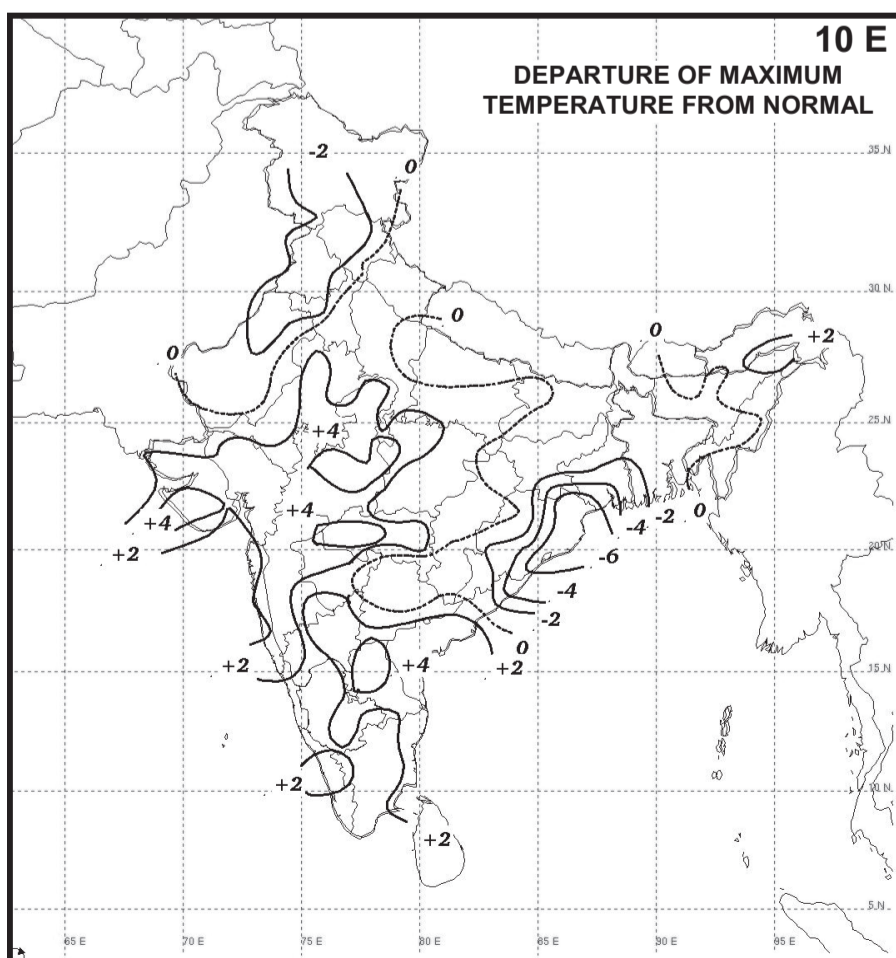 10 E
DEPARTURE OF MAXIMUM
TEMPERATURE FROM NORMAL
-2
0
35 N
30 N
0
0
+2
0
+4
25 N
+4
+4
+2
0
-4
-2
-6
20 N
-4
-2
0
+2
+4
+2
15 N
+2
10 N
+2
5 N
65 E
70 E
75 E
80 E
85 E
90 E
95 E